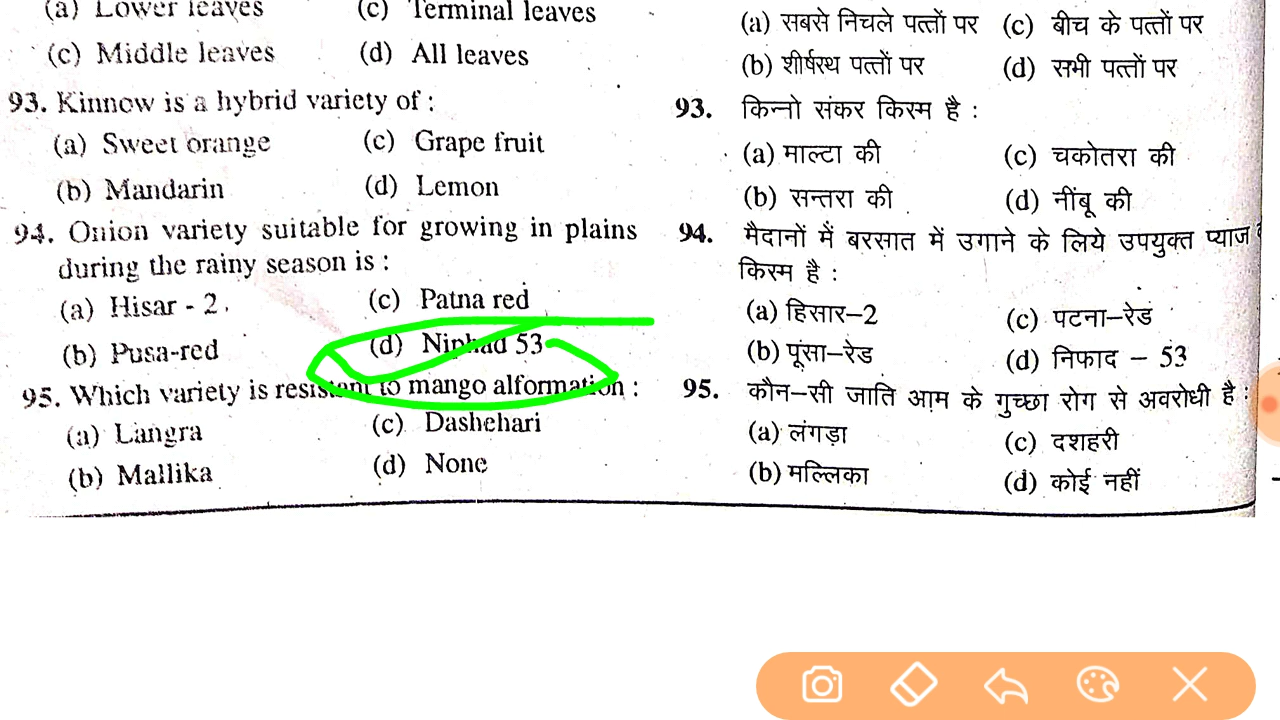 (a) Lower leaves (c) Terminal leaves
(c) Middle leaves (d) All leaves
93. Kinnow is a hybrid variety of :
(a) Sweet orange (c) Grape fruit
(b) Mandarin (d) Lemon
94. Onion variety suitable for growing in plains
during the rainy season is :
(a) Hisar - 2. (c) Patna red
(b) Pusa-red (d) Niphad 53
95. Which variety is resistant to mango alformation :
(a) Langra (c) Dashehari
(b) Mallika (d) None
(a) सबसे निचले पत्तों पर (c) बीच के पत्तों पर
(b) शीर्षस्थ पत्तों पर (d) सभी पत्तों पर
93. किन्नो संकर किस्म है :
(a) माल्टा की (c) चकोतरा की
(b) सन्तरा की (d) नींबू की
94. मैदानों में बरसात में उगाने के लिये उपयुक्त प्याज
किस्म है :
(a) हिसार–2 (c) पटना–रेड
(b) पूंसा–रेड (d) निफाद – 53
95. कौन–सी जाति आम के गुच्छा रोग से अवरोधी है :
(a) लंगड़ा (c) दशहरी
(b) मल्लिका (d) कोई नहीं